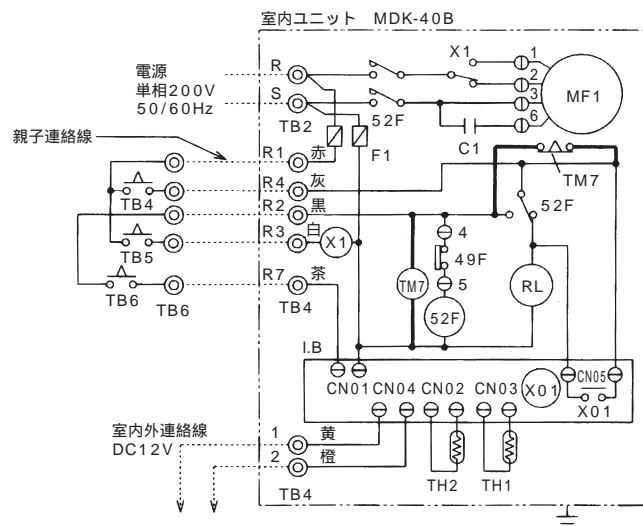 室内ユニット MDK-40B
電源
単相200V
50/60Hz
R
S
TB2
52F
X1
1
2
3
6
MF1
C1
F1
親子連絡線
R1 赤
R4 灰
R2 黒
R3 白
R7 茶
X1
TB4
TB5
TB6
TB6
TB4
TM7
52F
4
49F
5
TM7
52F
RL
I.B
CN01
CN04
CN02
CN03
X01
CN05
X01
室内外連絡線
DC12V
1 黄
2 橙
TB4
TH2
TH1